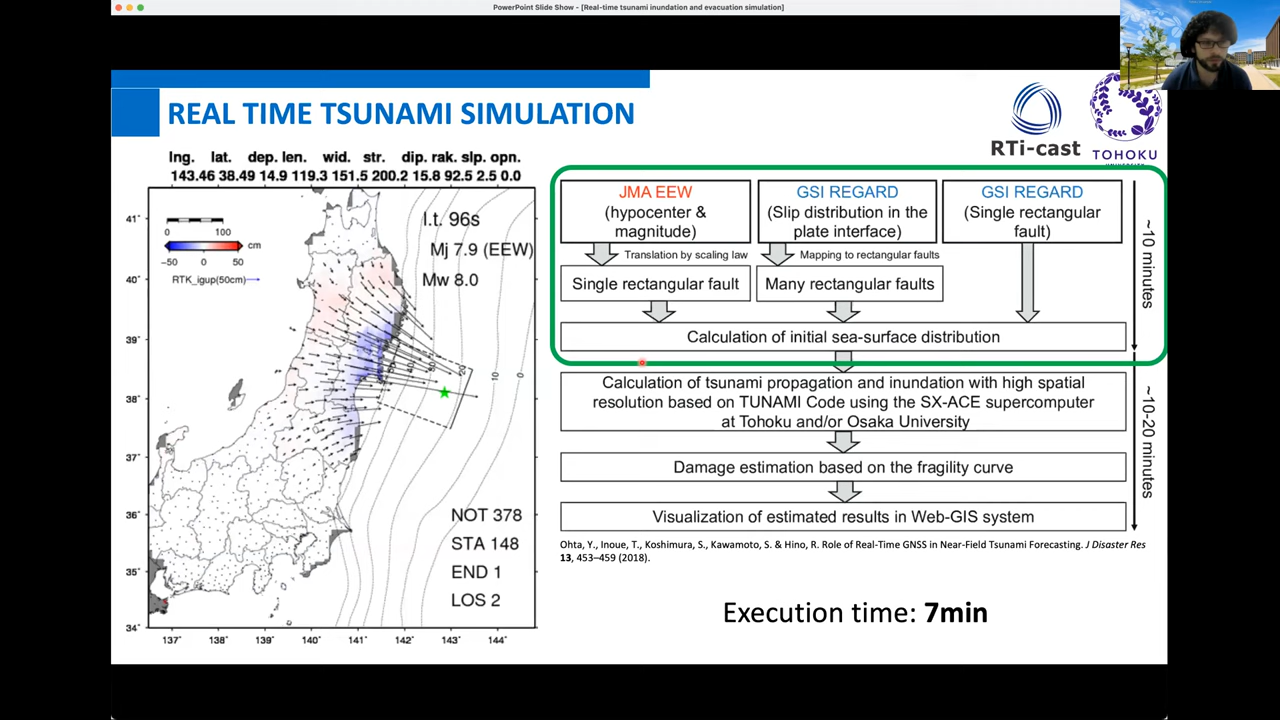 PowerPoint Slide Show - [Real-time tsunami inundation and evacuation simulation]
REAL TIME TSUNAMI SIMULATION
RTi-cast
TOHOKU
UNIVERSITY
lng. lat. dep. len. wid. str. dip. rak. slp. opn.
143.46 38.49 14.9 119.3 151.5 200.2 15.8 92.5 2.5 0.0
41°
40°
39°
38°
37°
36°
35°
34°
137°
138°
139°
140°
141°
142°
143°
144°
0 100
cm
-50 0 50
RTK_igup(50cm)
l.t. 96s
Mj 7.9 (EEW)
Mw 8.0
20
10
0
NOT 378
STA 148
END 1
LOS 2
JMA EEW
(hypocenter &
magnitude)
GSI REGARD
(Slip distribution in the
plate interface)
GSI REGARD
(Single rectangular
fault)
Translation by scaling law
Mapping to rectangular faults
Single rectangular fault
Many rectangular faults
Calculation of initial sea-surface distribution
~10 minutes
Calculation of tsunami propagation and inundation with high spatial
resolution based on TUNAMI Code using the SX-ACE supercomputer
at Tohoku and/or Osaka University
Damage estimation based on the fragility curve
Visualization of estimated results in Web-GIS system
~10-20 minutes
Ohta, Y., Inoue, T., Koshimura, S., Kawamoto, S. & Hino, R. Role of Real-Time GNSS in Near-Field Tsunami Forecasting. J Disaster Res
13, 453–459 (2018).
Execution time: 7min